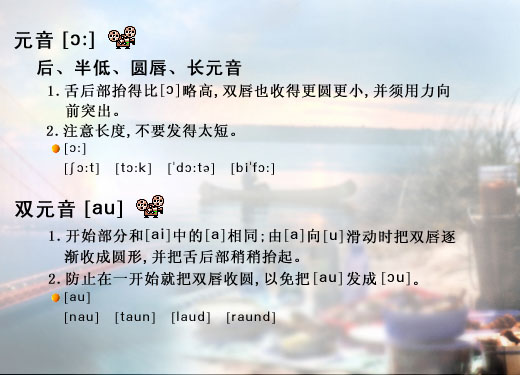 元音 [ɔ:]
后、半低、圆唇、长元音
1. 舌后部抬得比[ɔ]略高, 双唇也收得更圆更小, 并须用力向
前突出。
2. 注意长度, 不要发得太短。
[ɔ:]
[ʃɔ:t] [tɔ:k] [ˈdɔ:tə] [biˈfɔ:]
双元音 [au]
1. 开始部分和[ai]中的[a]相同; 由[a]向[u]滑动时把双唇逐
渐收成圆形, 并把舌后部稍稍抬起。
2. 防止在一开始就把双唇收圆, 以免把[au]发成[ɔu]。
[au]
[nau] [taun] [laud] [raund]